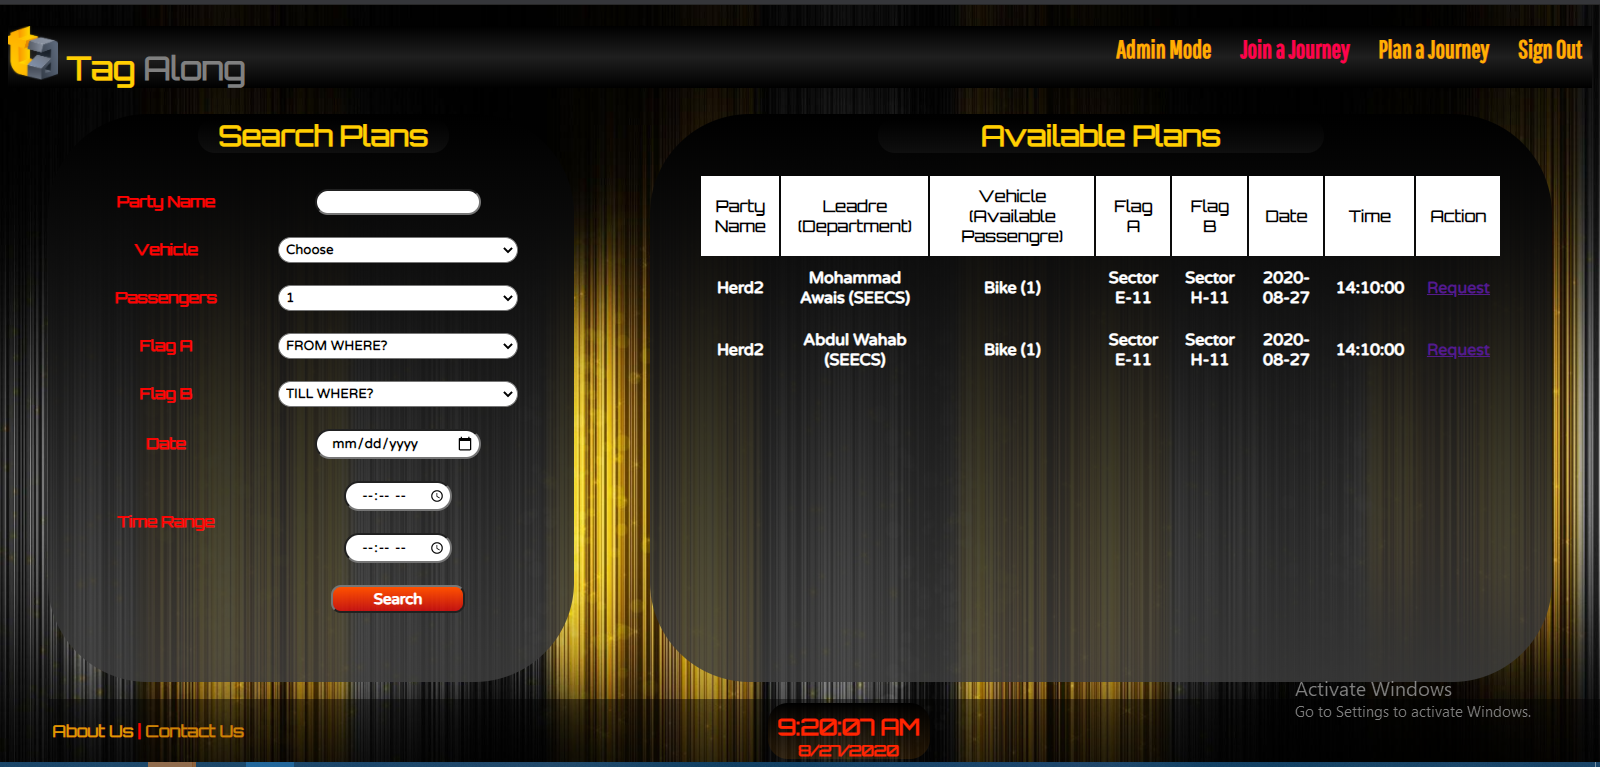 Tag Along
Admin Mode Join a Journey Plan a Journey Sign Out
Search Plans
Party Name
Vehicle Choose
Passengers 1
Flag A FROM WHERE?
Flag B TILL WHERE?
Date mm/dd/yyyy
--:-- --
Time Range
--:-- --
Search
Available Plans
Party Name Leadre (Department) Vehicle (Available Passengre) Flag A Flag B Date Time Action
Herd2 Mohammad Awais (SEECS) Bike (1) Sector E-11 Sector H-11 2020-08-27 14:10:00 Request
Herd2 Abdul Wahab (SEECS) Bike (1) Sector E-11 Sector H-11 2020-08-27 14:10:00 Request
Activate Windows
Go to Settings to activate Windows.
About Us | Contact Us
9:20:07 AM
8/27/2020